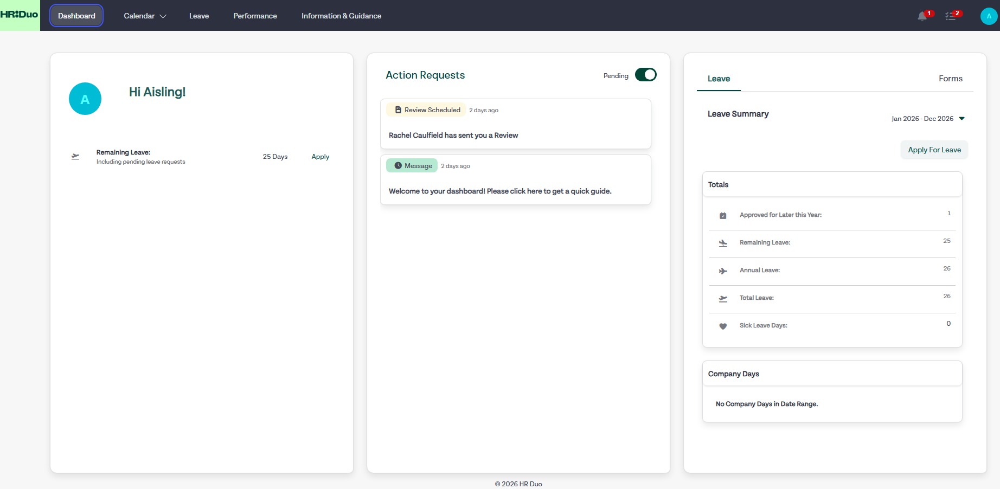 HR:Duo
Dashboard
Calendar
Leave
Performance
Information & Guidance
1
2
A
A
Hi Aisling!
Remaining Leave:
Including pending leave requests
25 Days
Apply
Action Requests
Pending
Review Scheduled
2 days ago
Rachel Caulfield has sent you a Review
Message
2 days ago
Welcome to your dashboard! Please click here to get a quick guide.
Leave
Forms
Leave Summary
Jan 2026 - Dec 2026
Apply For Leave
Totals
Approved for Later this Year: 1
Remaining Leave: 25
Annual Leave: 26
Total Leave: 26
Sick Leave Days: 0
Company Days
No Company Days in Date Range.
© 2026 HR Duo